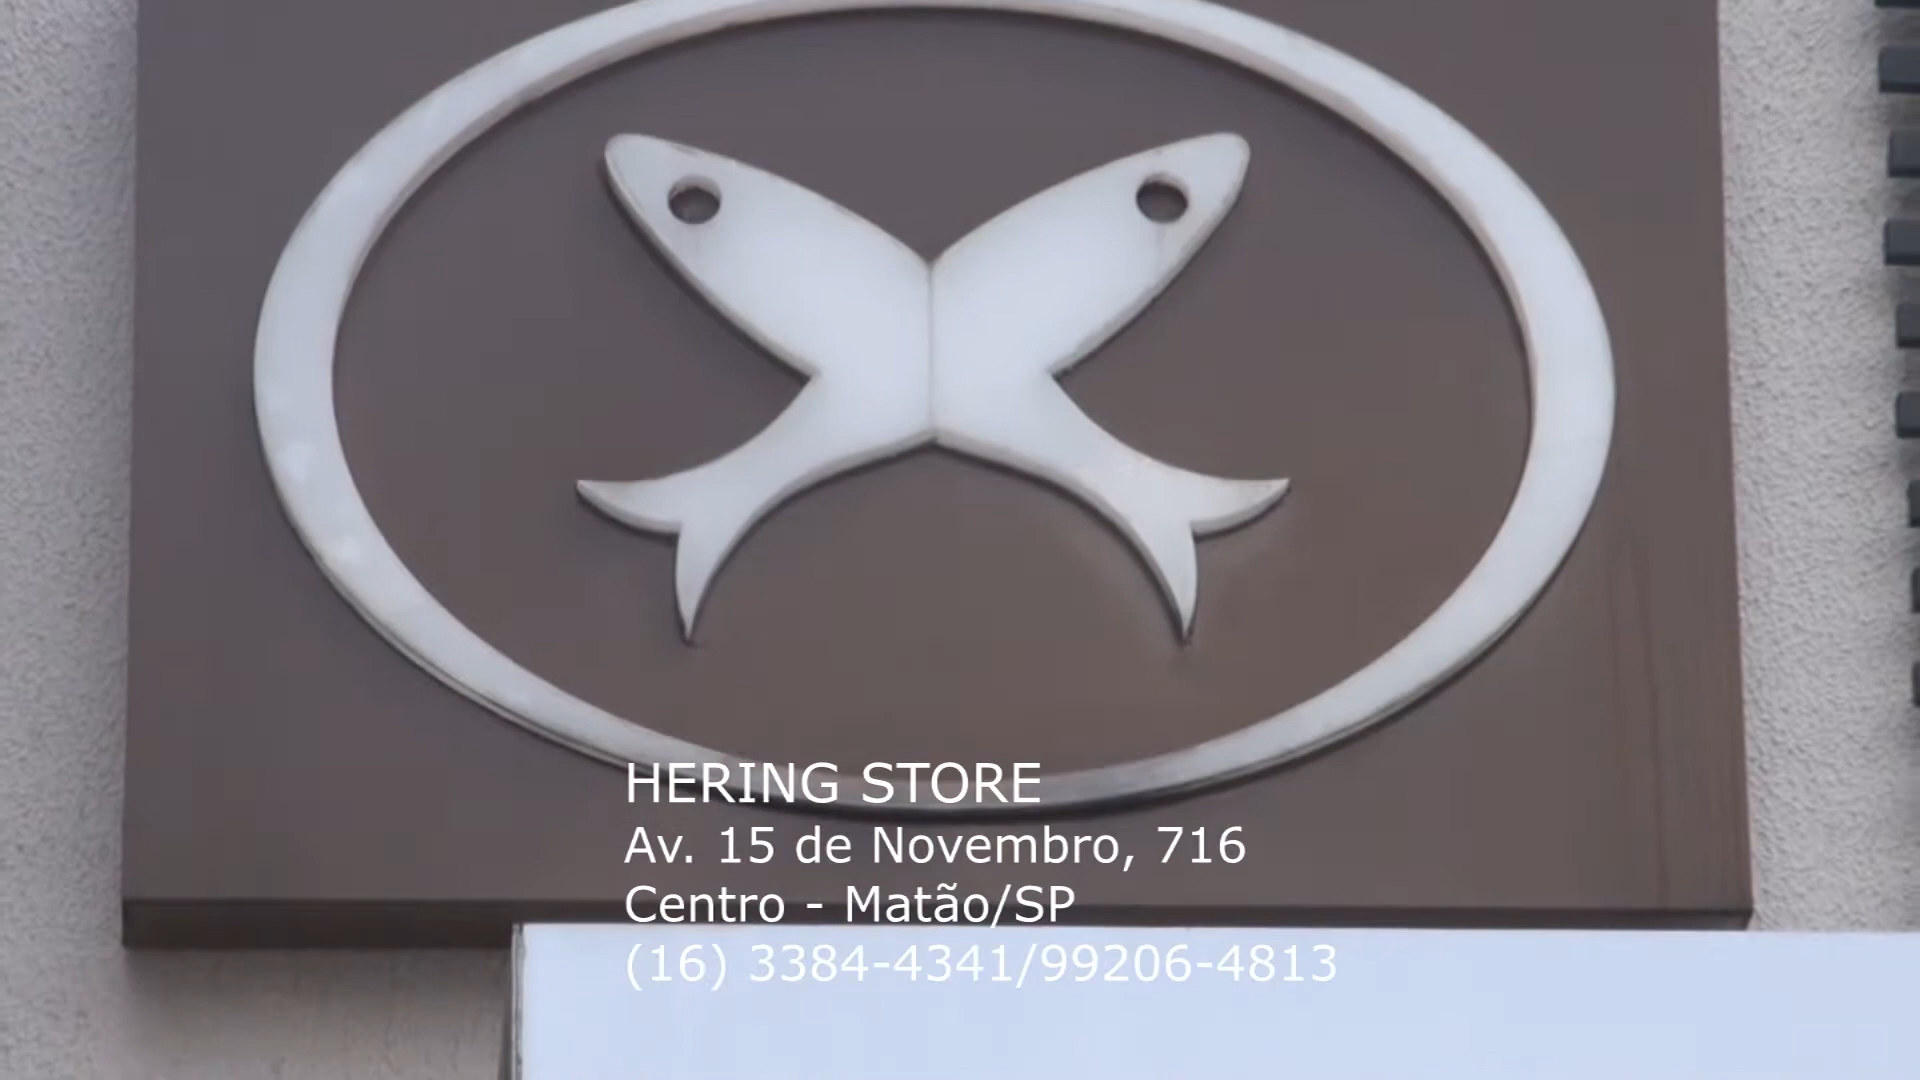 HERING STORE
Av. 15 de Novembro, 716
Centro - Matão/SP
(16) 3384-4341/99206-4813